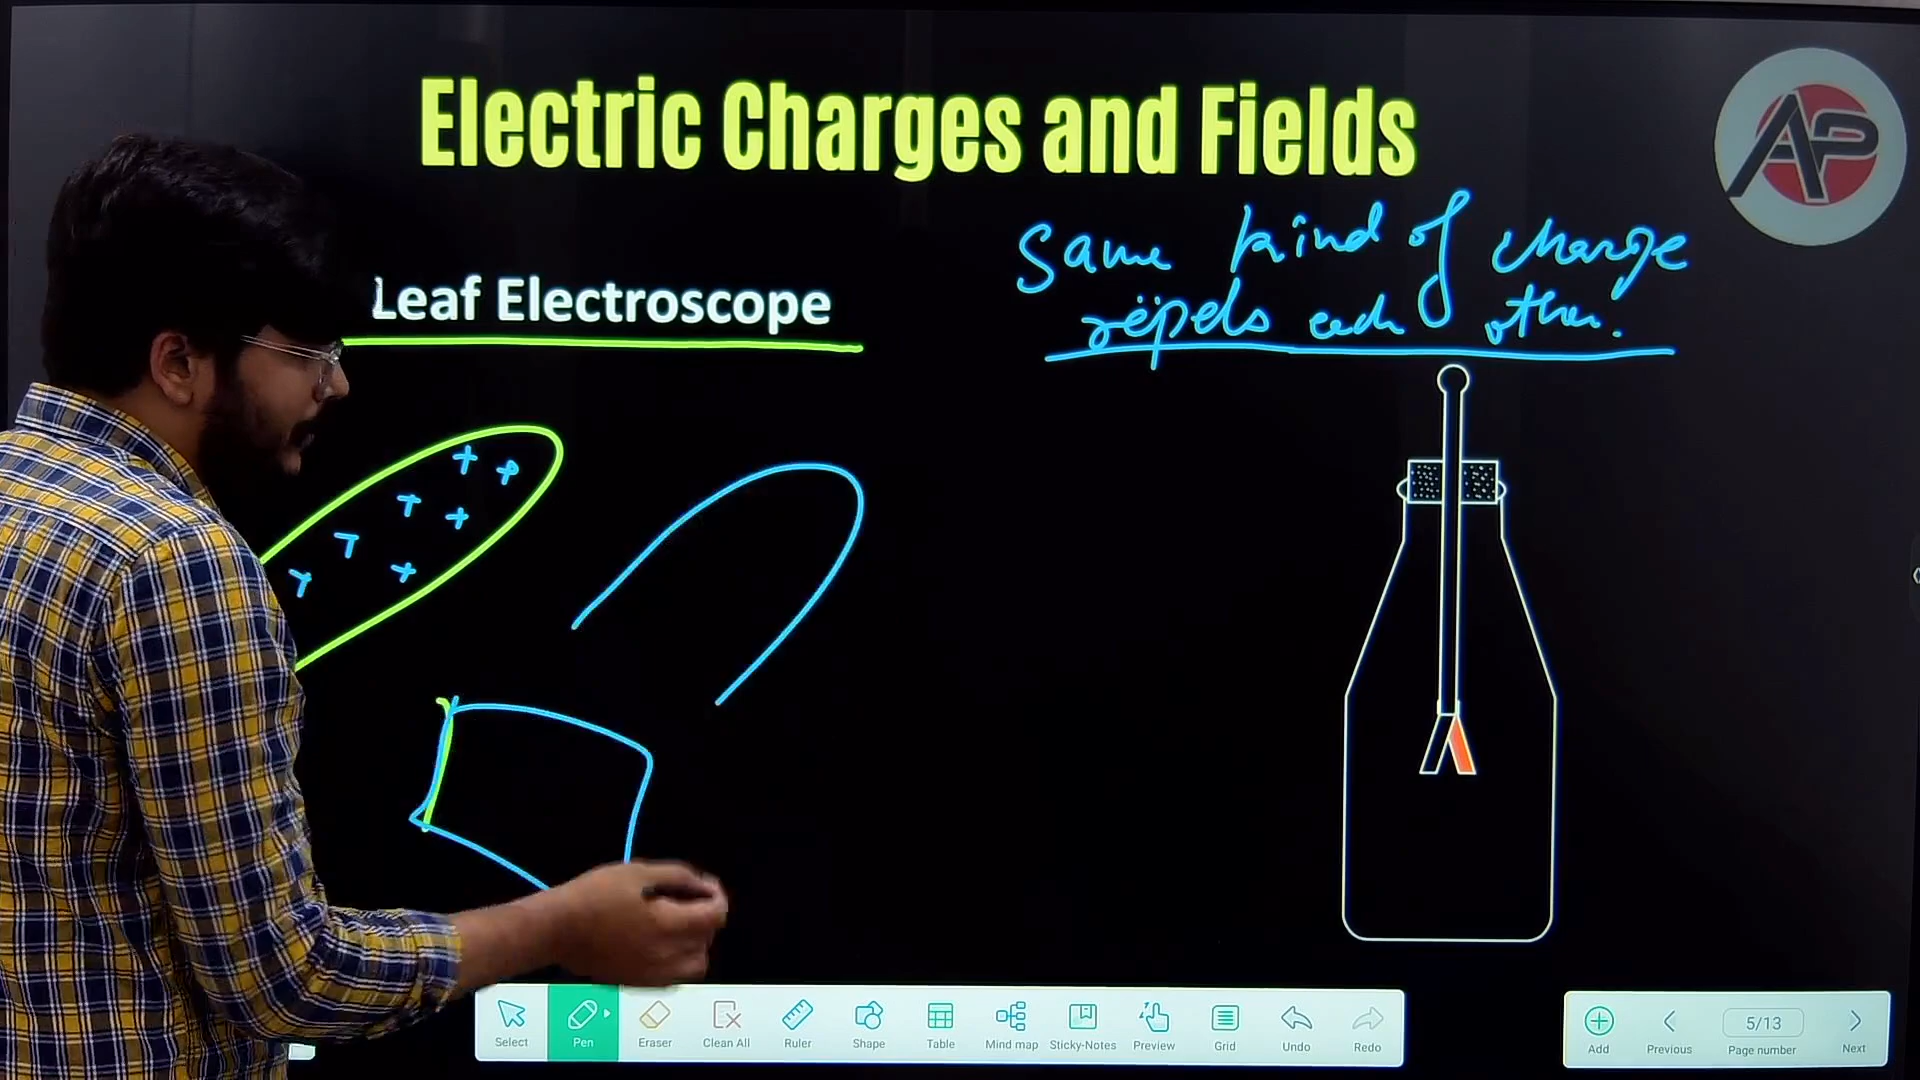 Electric Charges and Fields
AP
Same kind of charge
repels each other.
Leaf Electroscope
+ +
+ +
+
+ +
Select
Pen
Eraser
Clean All
Ruler
Shape
Table
Mind map
Sticky-Notes
Preview
Grid
Undo
Redo
Add
Previous
5/13
Page number
Next